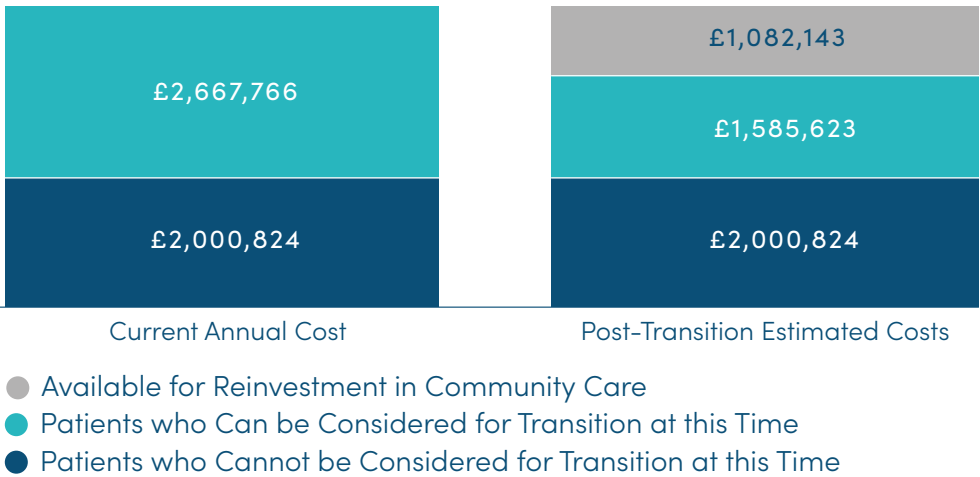 £1,082,143
£2,667,766
£1,585,623
£2,000,824
£2,000,824
Current Annual Cost
Post-Transition Estimated Costs
Available for Reinvestment in Community Care
Patients who Can be Considered for Transition at this Time
Patients who Cannot be Considered for Transition at this Time